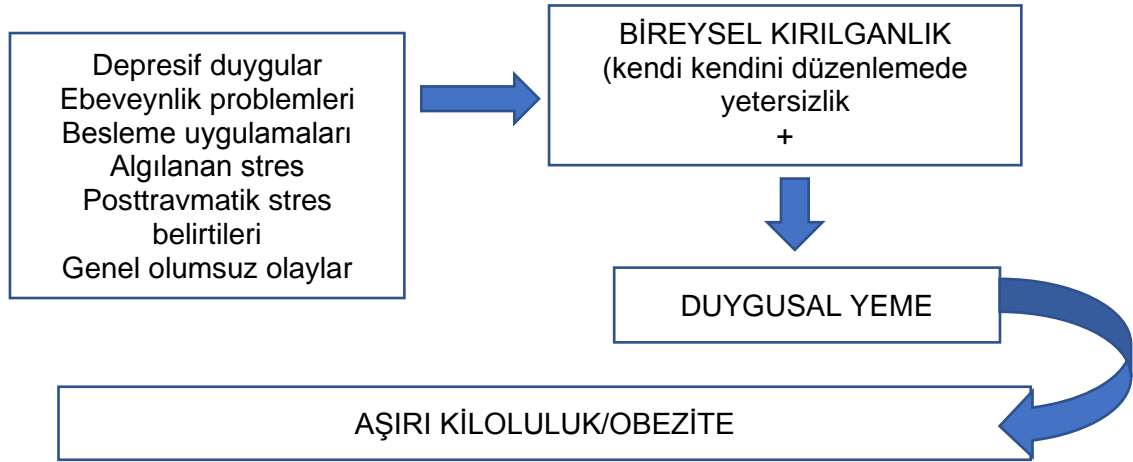 Depresif duygular
Ebeveynlik problemleri
Besleme uygulamaları
Algılanan stres
Posttravmatik stres
belirtileri
Genel olumsuz olaylar
BİREYSEL KIRILGANLIK
(kendi kendini düzenlemede
yetersizlik
+
DUYGUSAL YEME
AŞIRI KİLOLULUK/OBEZİTE